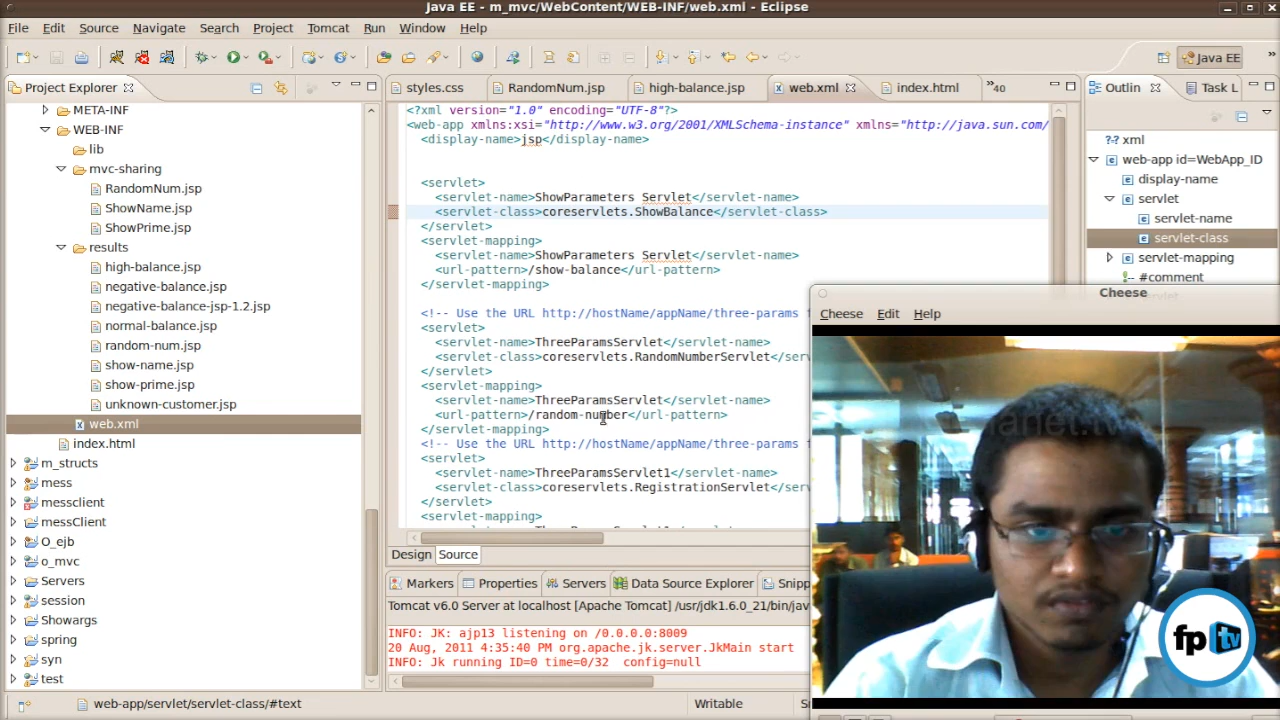 Java EE - m_mvc/WebContent/WEB-INF/web.xml - Eclipse
File Edit Source Navigate Search Project Tomcat Run Window Help
Java EE
Project Explorer
styles.css RandomNum.jsp high-balance.jsp web.xml index.html »40
Outlin Task L
META-INF
WEB-INF
lib
mvc-sharing
RandomNum.jsp
ShowName.jsp
ShowPrime.jsp
results
high-balance.jsp
negative-balance.jsp
negative-balance-jsp-1.2.jsp
normal-balance.jsp
random-num.jsp
show-name.jsp
show-prime.jsp
unknown-customer.jsp
web.xml
index.html
m_structs
mess
messclient
messClient
O_ejb
o_mvc
Servers
session
Showargs
spring
syn
test
<?xml version="1.0" encoding="UTF-8"?>
<web-app xmlns:xsi="http://www.w3.org/2001/XMLSchema-instance" xmlns="http://java.sun.com/
<display-name>jsp</display-name>
<servlet>
<servlet-name>ShowParameters Servlet</servlet-name>
<servlet-class>coreservlets.ShowBalance</servlet-class>
</servlet>
<servlet-mapping>
<servlet-name>ShowParameters Servlet</servlet-name>
<url-pattern>/show-balance</url-pattern>
</servlet-mapping>
<!-- Use the URL http://hostName/appName/three-params f
<servlet>
<servlet-name>ThreeParamsServlet</servlet-name>
<servlet-class>coreservlets.RandomNumberServlet</serv
</servlet>
<servlet-mapping>
<servlet-name>ThreeParamsServlet</servlet-name>
<url-pattern>/random-number</url-pattern>
</servlet-mapping>
<!-- Use the URL http://hostName/appName/three-params f
<servlet>
<servlet-name>ThreeParamsServlet1</servlet-name>
<servlet-class>coreservlets.RegistrationServlet</serv
</servlet>
<servlet-mapping>
Design Source
?-? xml
web-app id=WebApp_ID
display-name
servlet
servlet-name
servlet-class
servlet-mapping
!-- #comment
Cheese
Cheese Edit Help
Markers Properties Servers Data Source Explorer Snipp
Tomcat v6.0 Server at localhost [Apache Tomcat] /usr/jdk1.6.0_21/bin/jav
INFO: JK: ajp13 listening on /0.0.0.0:8009
20 Aug, 2011 4:35:40 PM org.apache.jk.server.JkMain start
INFO: Jk running ID=0 time=0/32 config=null
fp tv
web-app/servlet/servlet-class/#text
Writable